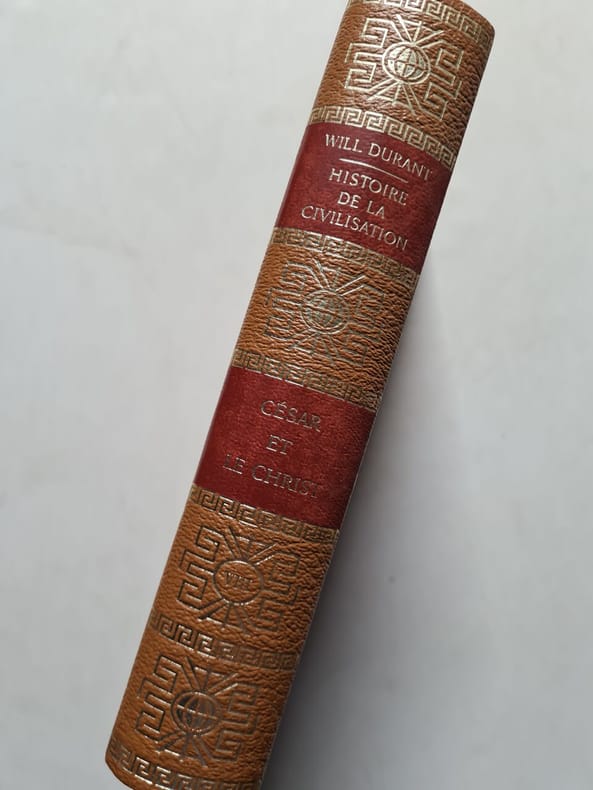 WILL DURANT
HISTOIRE
DE LA
CIVILISATION
CÉSAR
ET
LE CHRIST